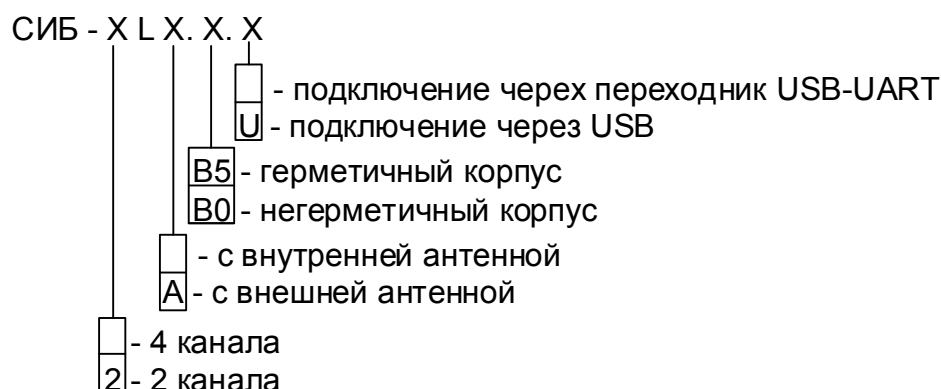 СИБ - X L X. X. X
- подключение черех переходник USB-UART
U - подключение через USB
B5 - герметичный корпус
B0 - негерметичный корпус
- с внутренней антенной
A - с внешней антенной
- 4 канала
2 - 2 канала